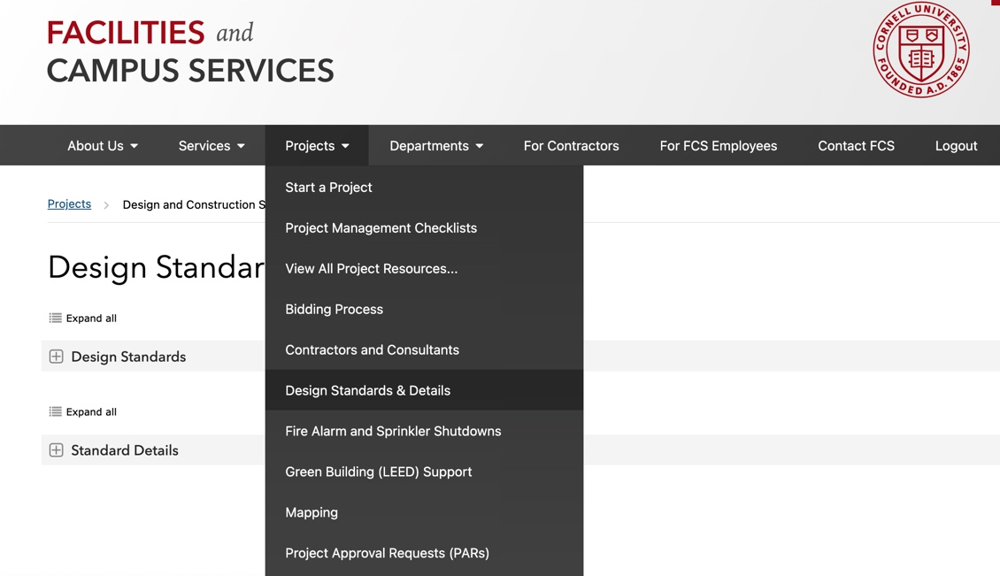 FACILITIES and
CAMPUS SERVICES
CORNELL UNIVERSITY
FOUNDED A.D. 1865
About Us
Services
Projects
Departments
For Contractors
For FCS Employees
Contact FCS
Logout
Start a Project
Project Management Checklists
View All Project Resources...
Bidding Process
Contractors and Consultants
Design Standards & Details
Fire Alarm and Sprinkler Shutdowns
Green Building (LEED) Support
Mapping
Project Approval Requests (PARs)
Projects
Design and Construction S
Design Standar
Expand all
Design Standards
Expand all
Standard Details